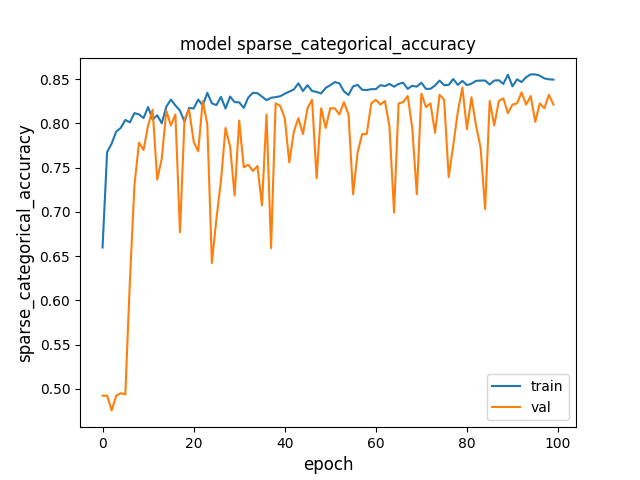 model sparse_categorical_accuracy
sparse_categorical_accuracy
0.85
0.80
0.75
0.70
0.65
0.60
0.55
0.50
0 20 40 60 80 100
epoch
train
val